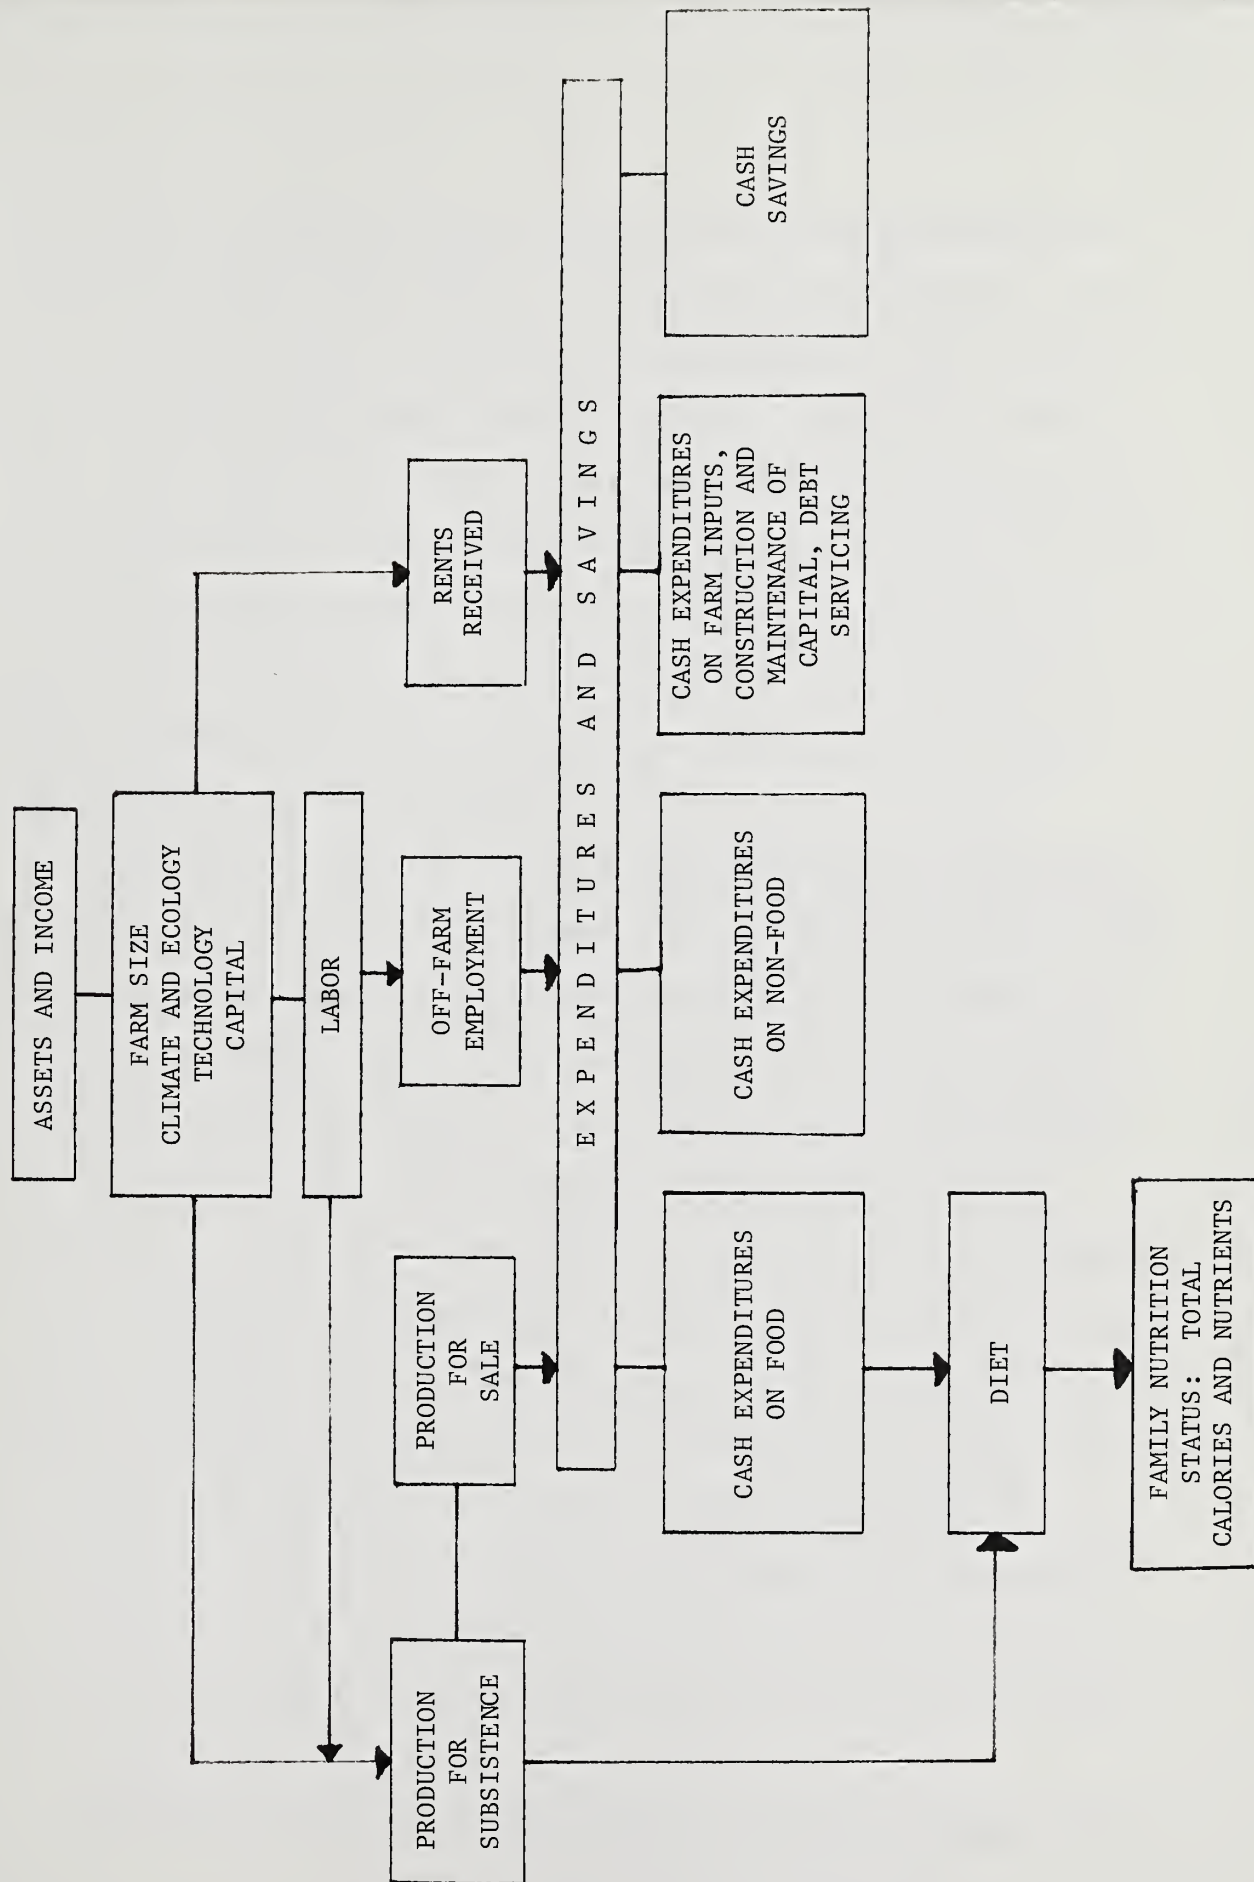 ASSETS AND INCOME
FARM SIZE
CLIMATE AND ECOLOGY
TECHNOLOGY
CAPITAL
LABOR
PRODUCTION
FOR
SUBSISTENCE
PRODUCTION
FOR
SALE
OFF-FARM
EMPLOYMENT
RENTS
RECEIVED
EXPENDITURES AND SAVINGS
CASH EXPENDITURES
ON FOOD
CASH EXPENDITURES
ON NON-FOOD
CASH EXPENDITURES
ON FARM INPUTS,
CONSTRUCTION AND
MAINTENANCE OF
CAPITAL, DEBT
SERVICING
CASH
SAVINGS
DIET
FAMILY NUTRITION
STATUS: TOTAL
CALORIES AND NUTRIENTS